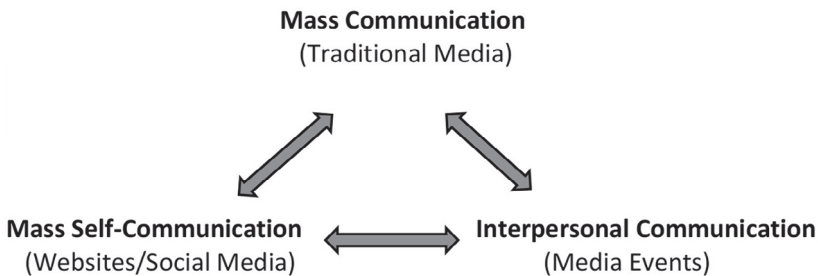 Mass Communication
(Traditional Media)
Mass Self-Communication
(Websites/Social Media)
Interpersonal Communication
(Media Events)